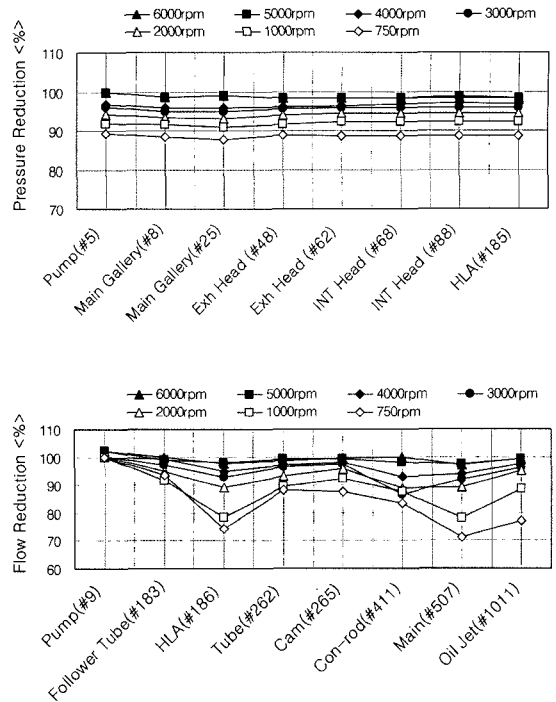 6000rpm 5000rpm 4000rpm 3000rpm
2000rpm 1000rpm 750rpm
Pressure Reduction <%>
110
100
90
80
70
Pump(#5)
Main Gallery(#8)
Main Gallery(#25)
Exh Head (#48)
Exh Head (#62)
INT Head (#68)
INT Head (#88)
HLA(#185)
6000rpm 5000rpm 4000rpm 3000rpm
2000rpm 1000rpm 750rpm
Flow Reduction <%>
110
100
90
80
70
60
Pump(#9)
Follower Tube(#183)
HLA(#186)
Tube(#262)
Cam(#265)
Con-rod(#411)
Main(#507)
Oil Jet(#1011)